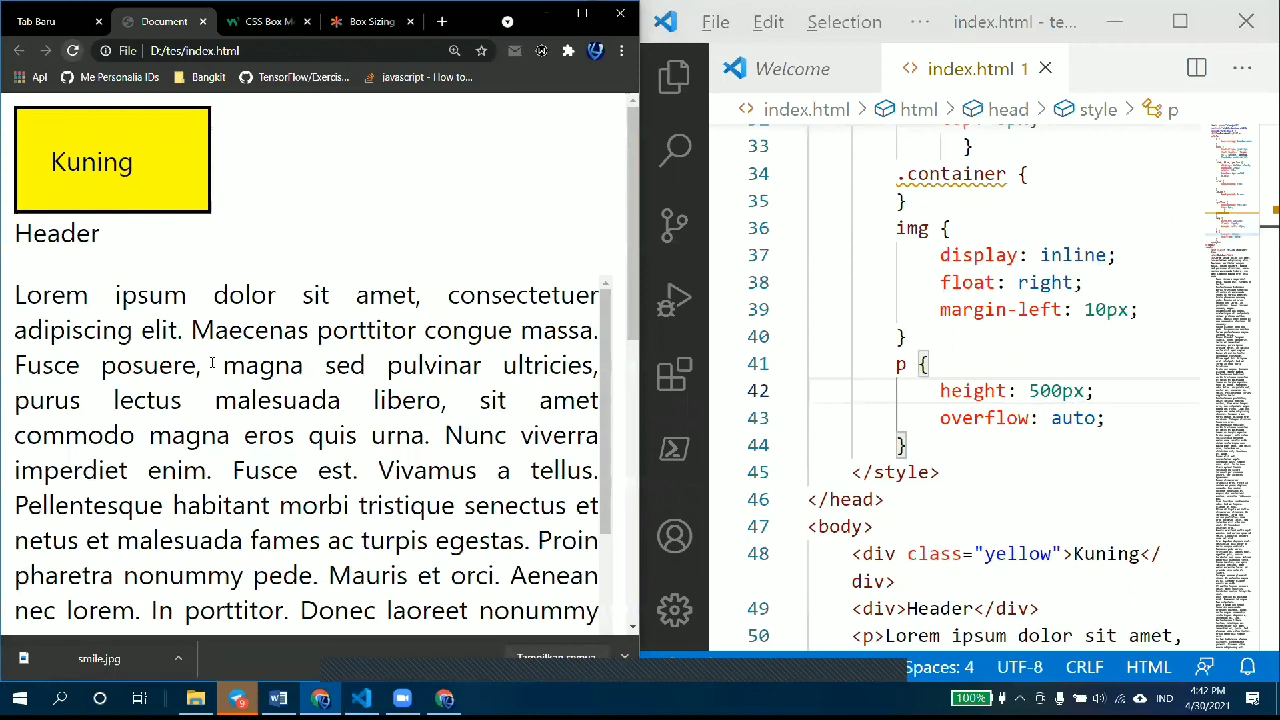 Tab Baru
Document
CSS Box M
Box Sizing
File Edit Selection ... index.html - te...
File D:/tes/index.html
Apl
Me Personalia IDs
Bangkit
TensorFlow/Exercis...
javascript - How to...
Kuning
Header
Lorem ipsum dolor sit amet, consectetuer
adipiscing elit. Maecenas porttitor congue massa.
Fusce posuere, magna sed pulvinar ultricies,
purus lectus malesuada libero, sit amet
commodo magna eros quis urna. Nunc viverra
imperdiet enim. Fusce est. Vivamus a tellus.
Pellentesque habitant morbi tristique senectus et
netus et malesuada fames ac turpis egestas. Proin
pharetra nonummy pede. Mauris et orci. Aenean
nec lorem. In porttitor. Donec laoreet nonummy
smile.jpg
Welcome
index.html 1
index.html
html
head
style
p
33 }
34 .container {
35 }
36 img {
37 display: inline;
38 float: right;
39 margin-left: 10px;
40 }
41 p {
42 height: 500px;
43 overflow: auto;
44 }
45 </style>
46 </head>
47 <body>
48 <div class="yellow">Kuning</
div>
49 <div>Header</div>
50 <p>Lorem ipsum dolor sit amet,
Spaces: 4 UTF-8 CRLF HTML
100%
IND
4:42 PM
4/30/2021